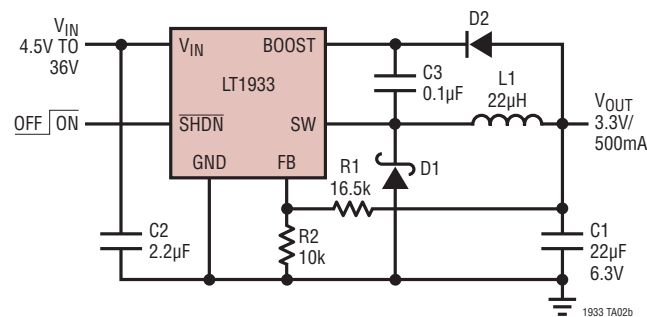 VIN
4.5V TO
36V
OFF ON
VIN
BOOST
LT1933
SHDN
SW
GND
FB
D2
C3
0.1µF
L1
22µH
VOUT
3.3V/
500mA
R1
16.5k
D1
C2
2.2µF
R2
10k
C1
22µF
6.3V
1933 TA02b